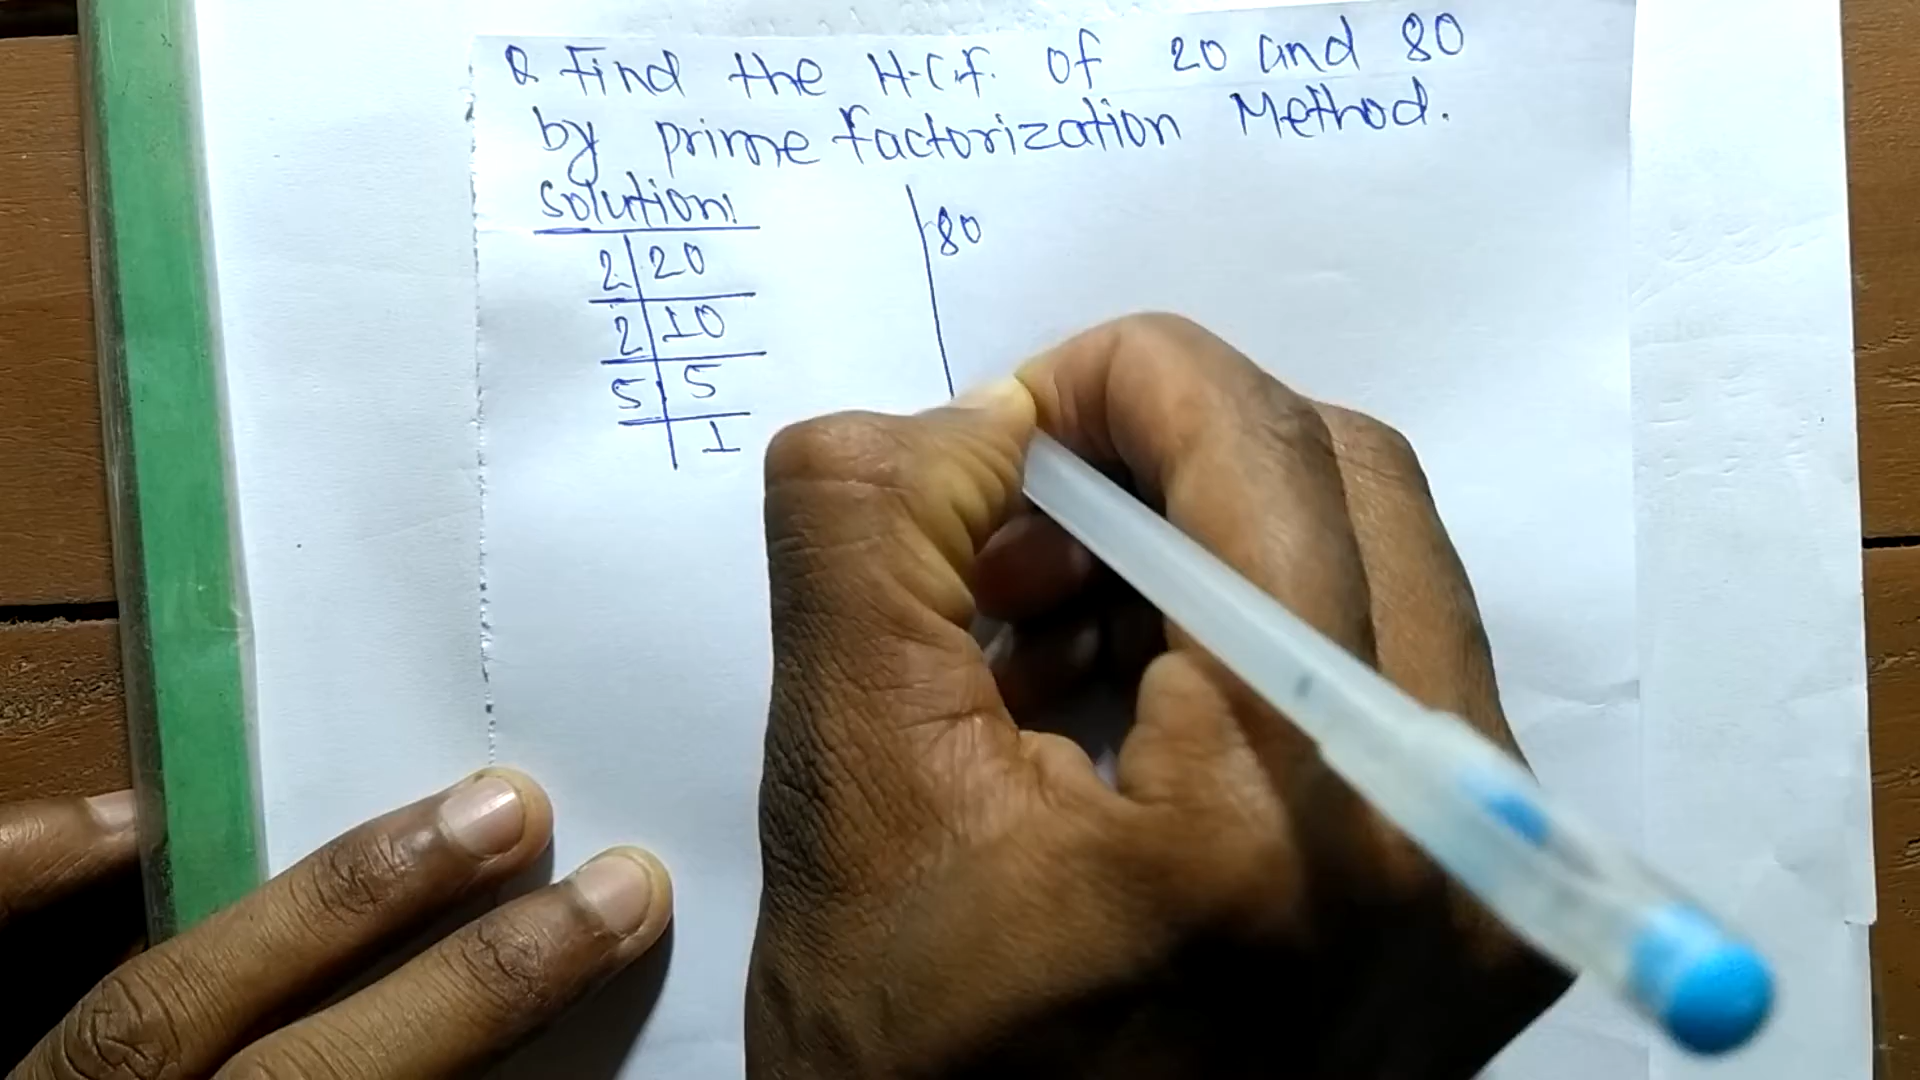 Q Find the H.C.F. of 20 and 80
by prime factorization Method.
Solution:
2 20
2 10
5 5
1
80